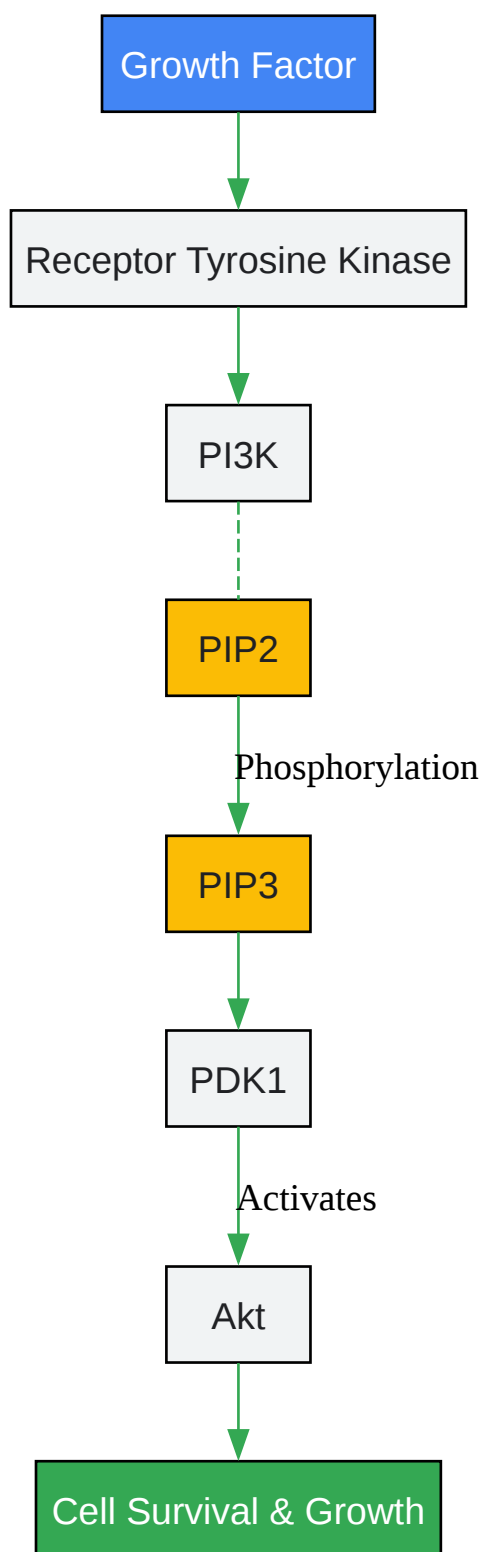 Growth Factor
Receptor Tyrosine Kinase
PI3K
PIP2
Phosphorylation
PIP3
PDK1
Activates
Akt
Cell Survival & Growth